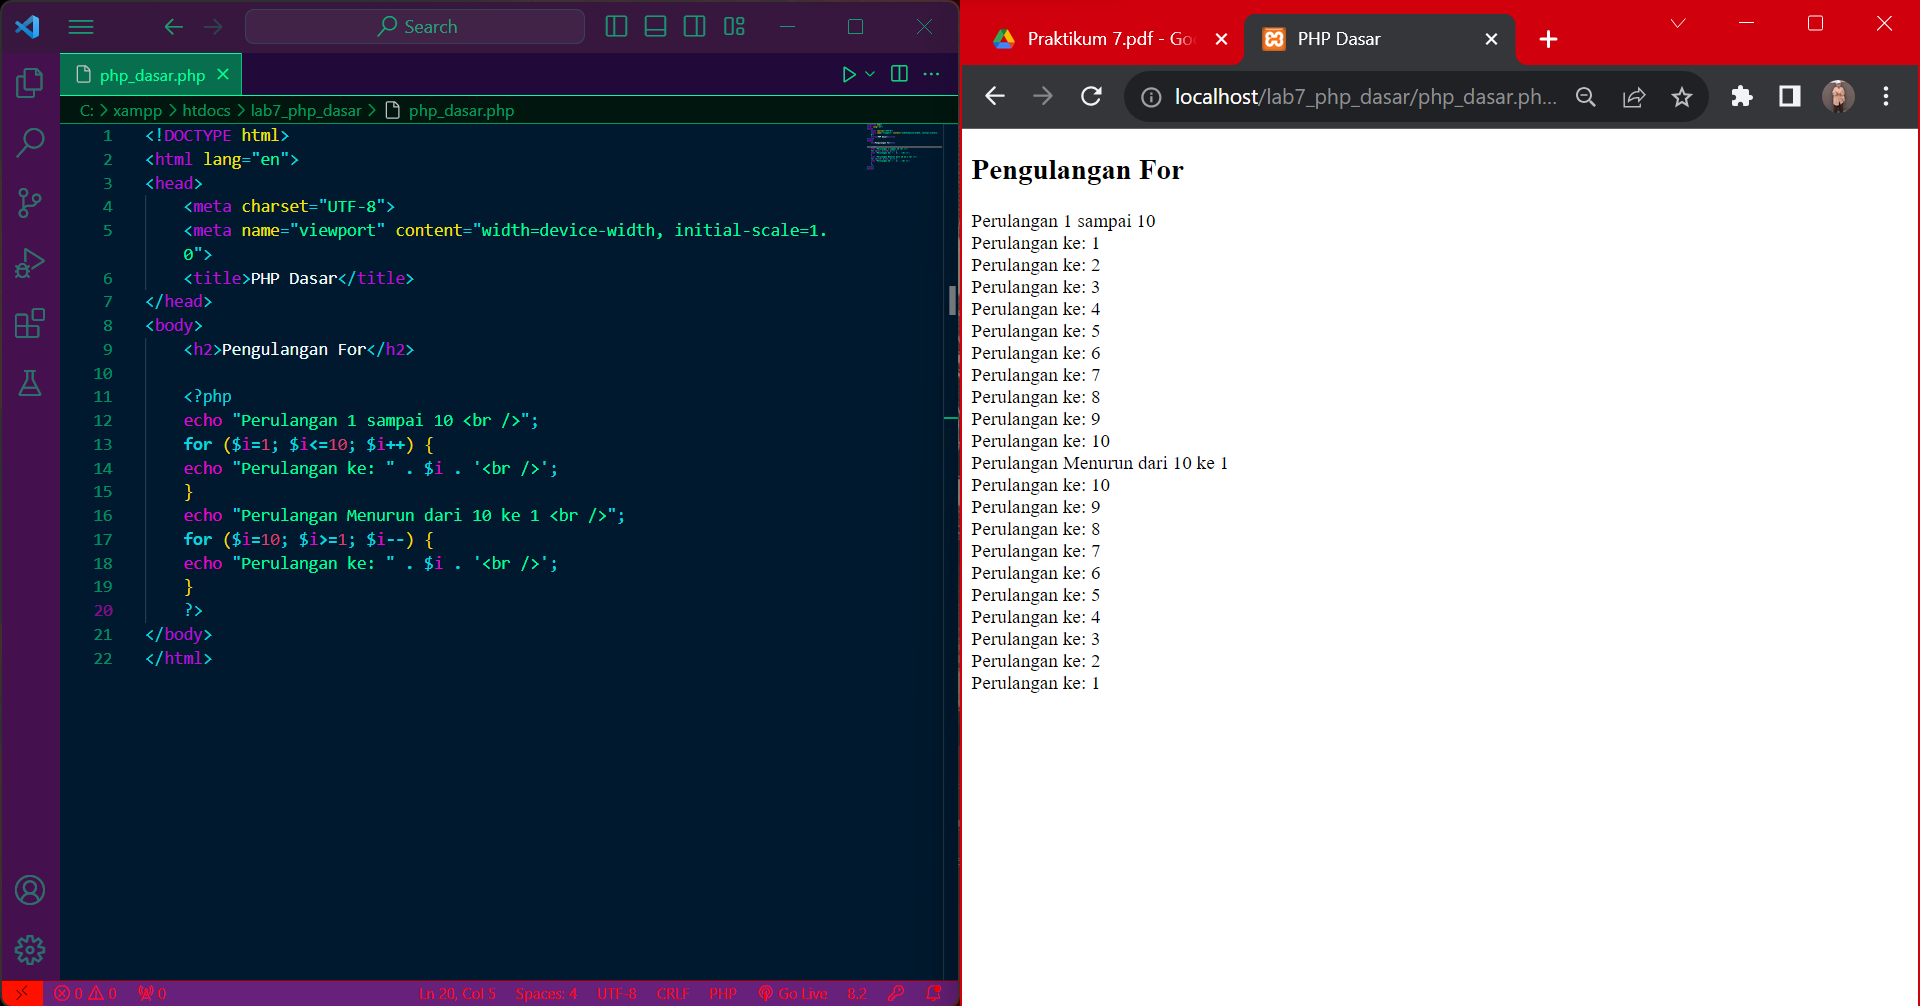 Search
php_dasar.php
C: > xampp > htdocs > lab7_php_dasar > php_dasar.php
1 <!DOCTYPE html>
2 <html lang="en">
3 <head>
4 <meta charset="UTF-8">
5 <meta name="viewport" content="width=device-width, initial-scale=1.
0">
6 <title>PHP Dasar</title>
7 </head>
8 <body>
9 <h2>Pengulangan For</h2>
10
11 <?php
12 echo "Perulangan 1 sampai 10 <br />";
13 for ($i=1; $i<=10; $i++) {
14 echo "Perulangan ke: " . $i . '<br />';
15 }
16 echo "Perulangan Menurun dari 10 ke 1 <br />";
17 for ($i=10; $i>=1; $i--) {
18 echo "Perulangan ke: " . $i . '<br />';
19 }
20 ?>
21 </body>
22 </html>
0 0 0 Ln 20, Col 5 Spaces: 4 UTF-8 CRLF PHP Go Live 8.2
Praktikum 7.pdf - Go
PHP Dasar
localhost/lab7_php_dasar/php_dasar.ph...
Pengulangan For
Perulangan 1 sampai 10
Perulangan ke: 1
Perulangan ke: 2
Perulangan ke: 3
Perulangan ke: 4
Perulangan ke: 5
Perulangan ke: 6
Perulangan ke: 7
Perulangan ke: 8
Perulangan ke: 9
Perulangan ke: 10
Perulangan Menurun dari 10 ke 1
Perulangan ke: 10
Perulangan ke: 9
Perulangan ke: 8
Perulangan ke: 7
Perulangan ke: 6
Perulangan ke: 5
Perulangan ke: 4
Perulangan ke: 3
Perulangan ke: 2
Perulangan ke: 1